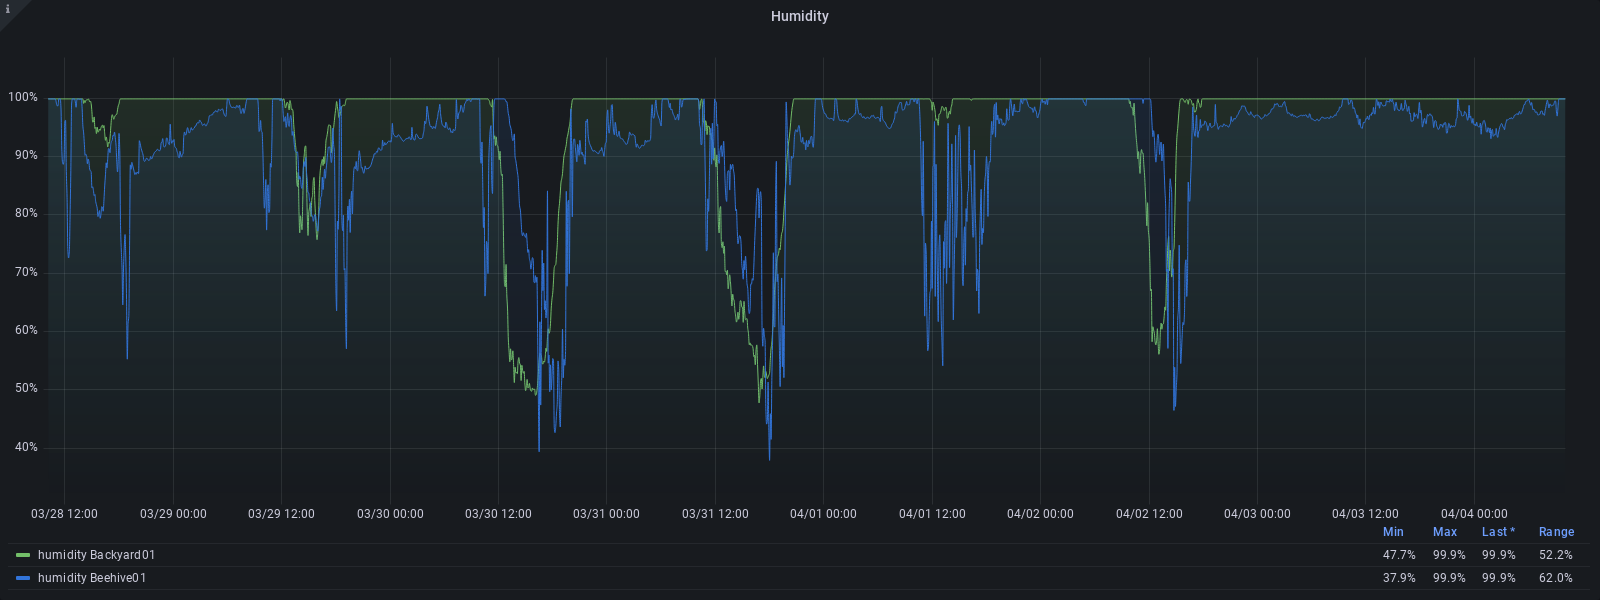 i
Humidity
100%
90%
80%
70%
60%
50%
40%
03/28 12:00 03/29 00:00 03/29 12:00 03/30 00:00 03/30 12:00 03/31 00:00 03/31 12:00 04/01 00:00 04/01 12:00 04/02 00:00 04/02 12:00 04/03 00:00 04/03 12:00 04/04 00:00
Min Max Last * Range
humidity Backyard01 47.7% 99.9% 99.9% 52.2%
humidity Beehive01 37.9% 99.9% 99.9% 62.0%